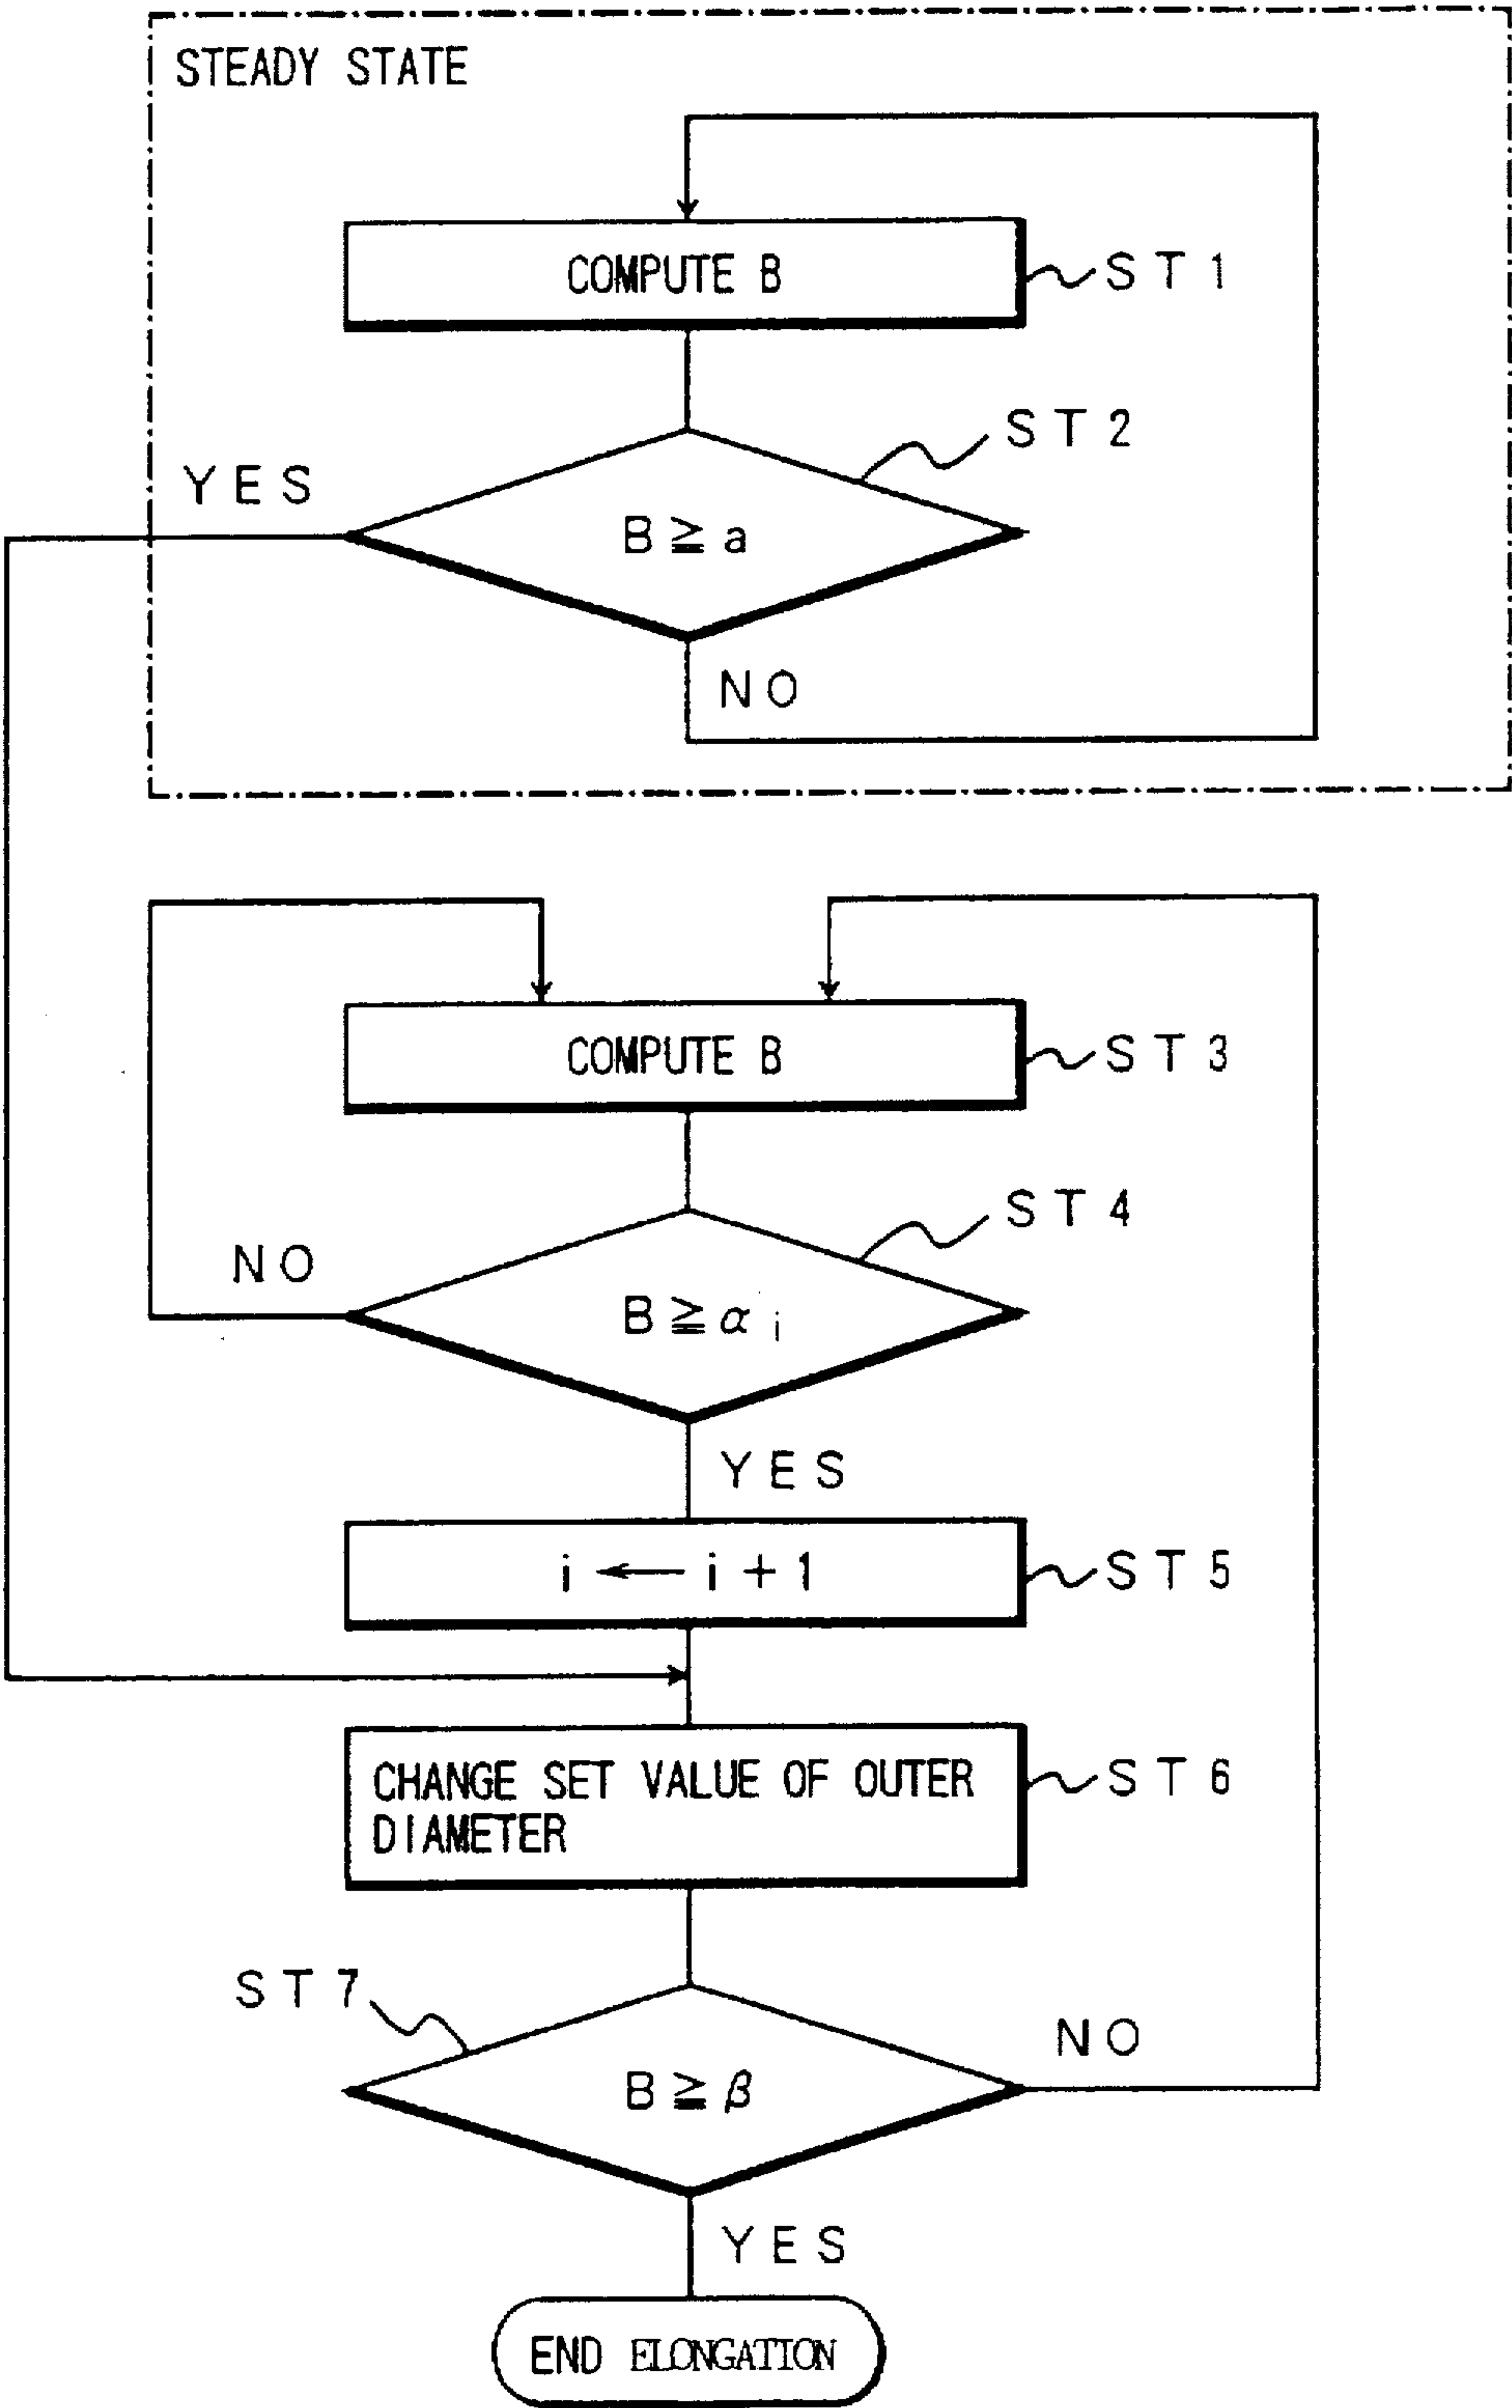 STEADY STATE
COMPUTE B
ST1
ST2
YES
B ≧ a
NO
COMPUTE B
ST3
ST4
NO
B ≧ α i
YES
i ← i + 1
ST5
CHANGE SET VALUE OF OUTER
DIAMETER
ST6
ST7
NO
B ≧ β
YES
END ELONGATION